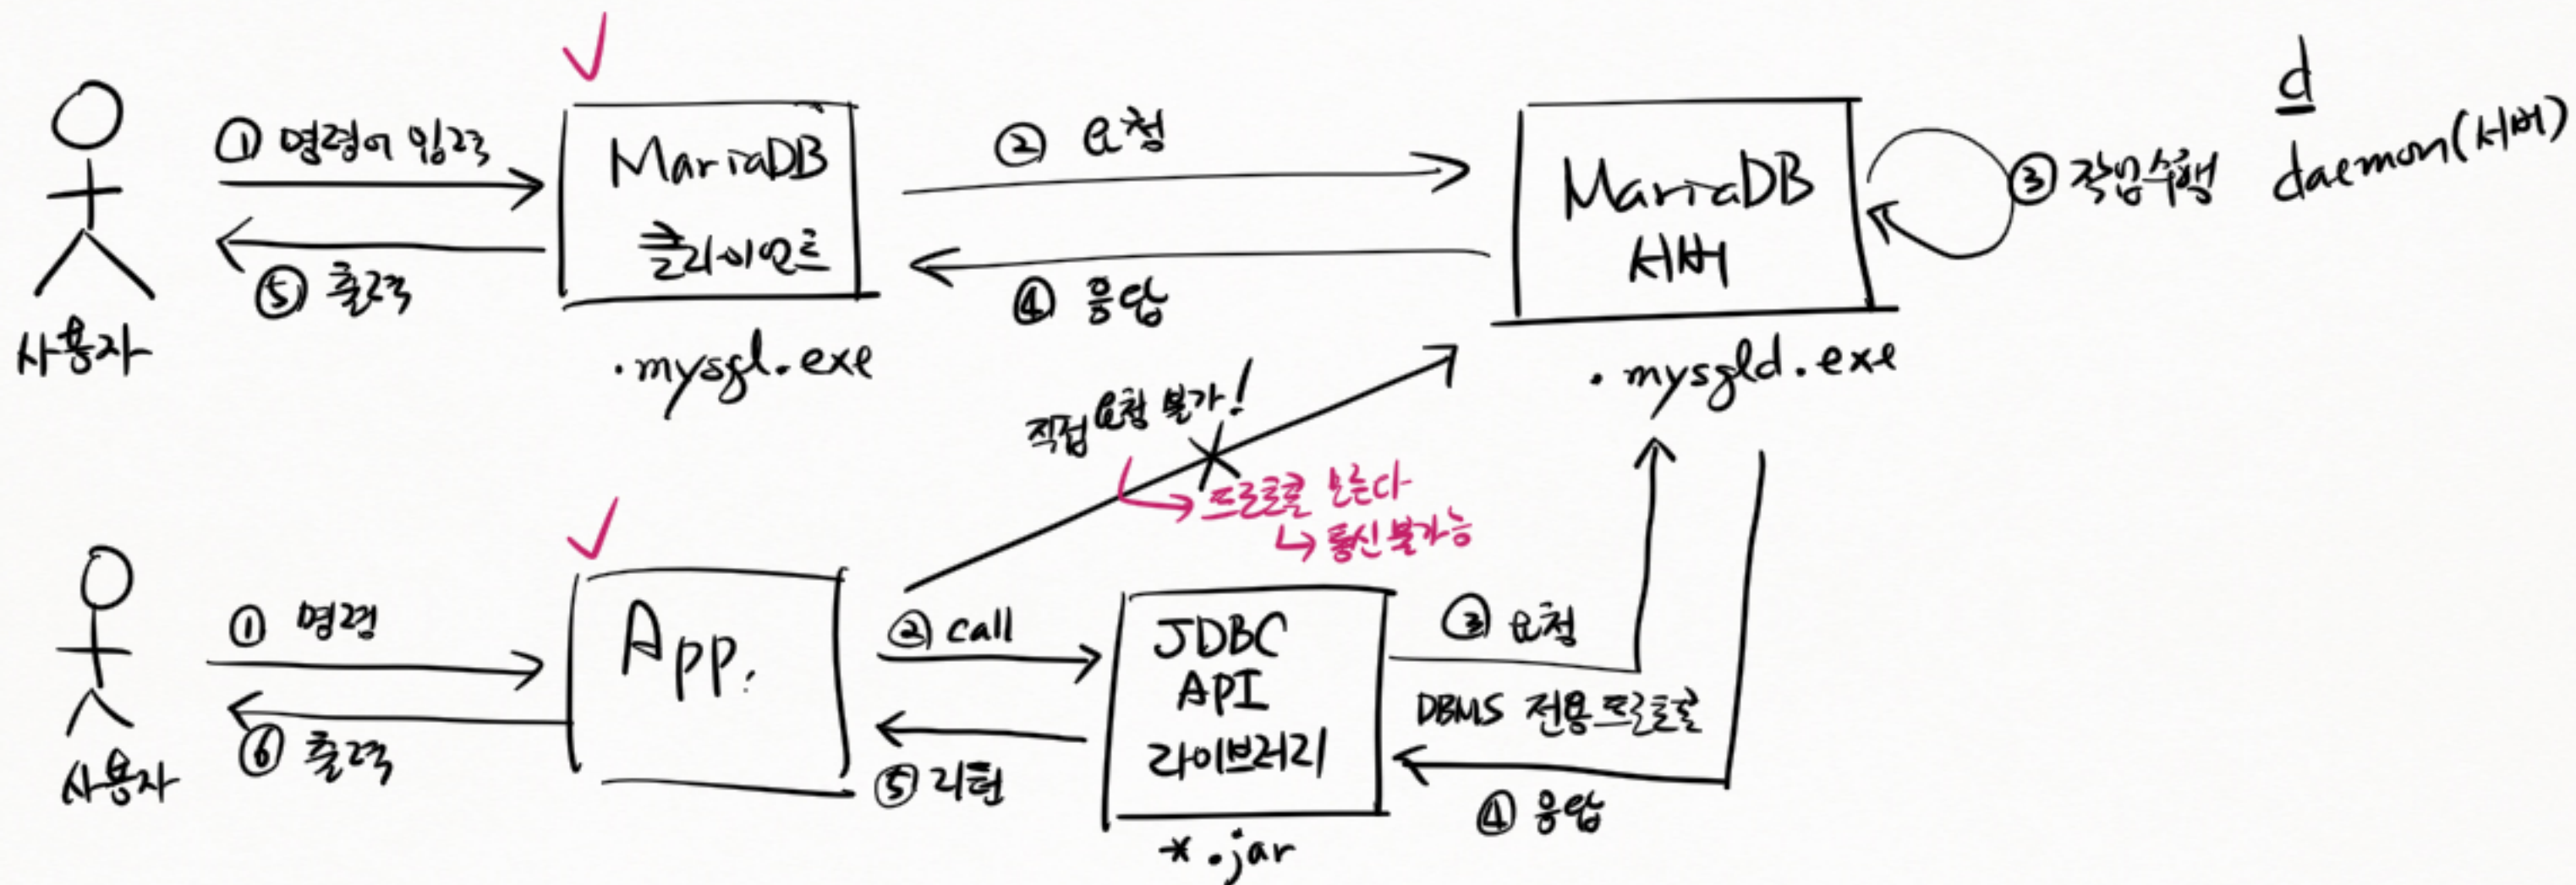 ① 명령어 입력
⑤ 출력
사용자
MariaDB
클라이언트
·mysql.exe
② 요청
④ 응답
MariaDB
서버
·mysqld.exe
③ 작업수행
d
daemon(서버)
직접 요청 불가!
프로토콜 모른다
통신 불가능
① 명령
⑥ 출력
사용자
App.
② call
⑤ 리턴
JDBC
API
라이브러리
*.jar
③ 요청
DBMS 전용프로토콜
④ 응답